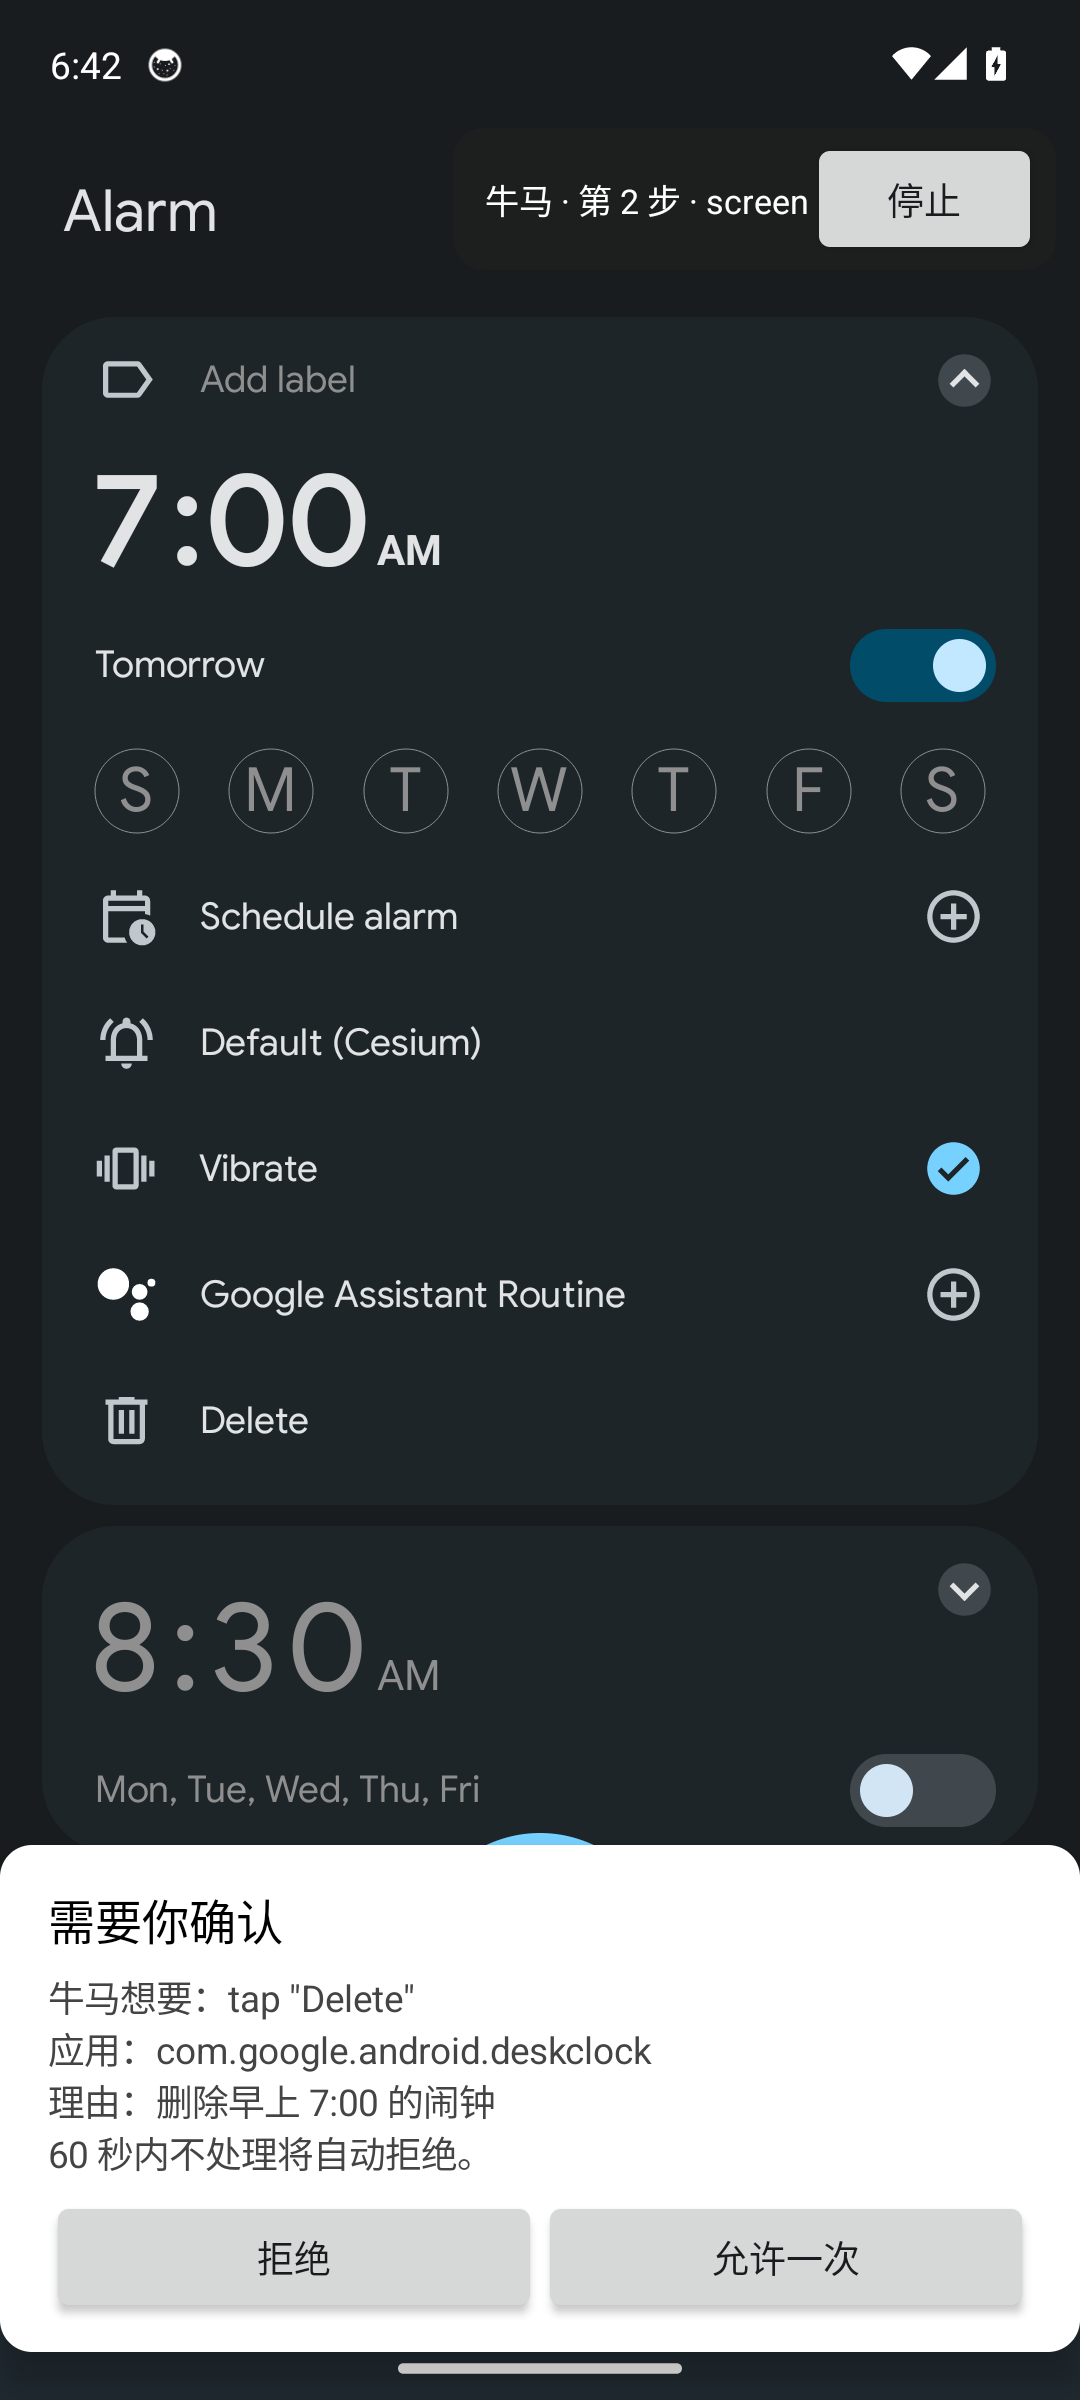 6:42
Alarm
牛马 · 第 2 步 · screen
停止
Add label
7:00 AM
Tomorrow
S M T W T F S
Schedule alarm
Default (Cesium)
Vibrate
Google Assistant Routine
Delete
8:30 AM
Mon, Tue, Wed, Thu, Fri
需要你确认
牛马想要：tap "Delete"
应用：com.google.android.deskclock
理由：删除早上 7:00 的闹钟
60 秒内不处理将自动拒绝。
拒绝
允许一次